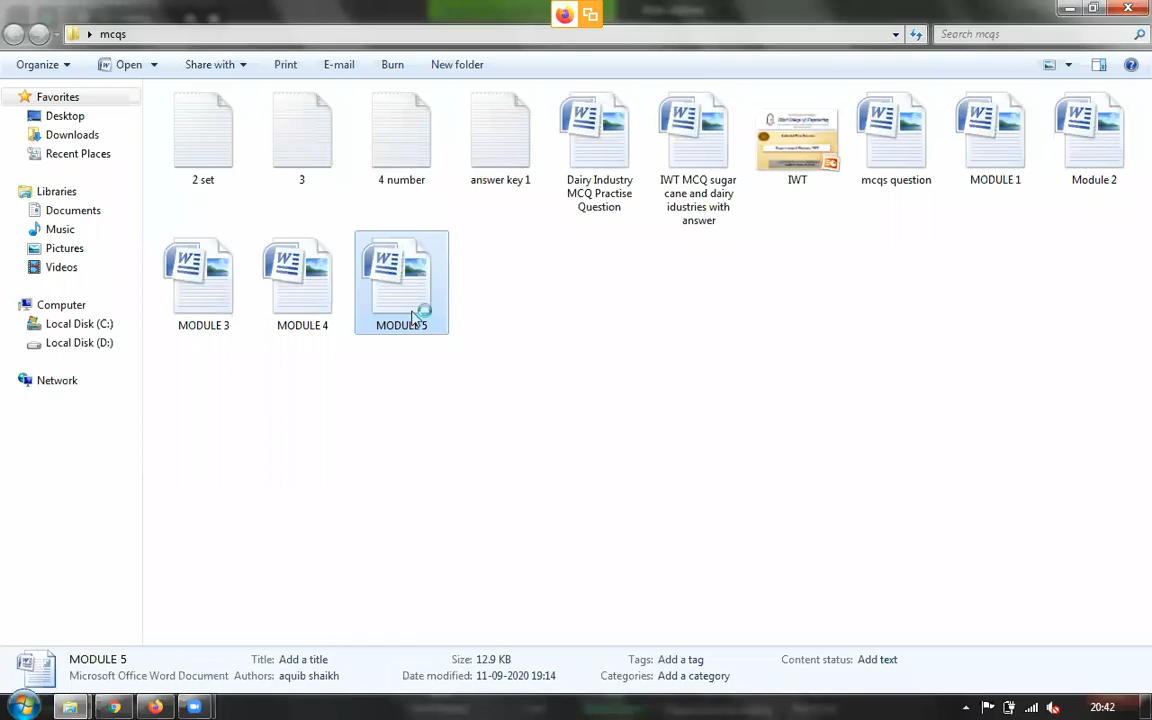 mcqs
Search mcqs
Organize
Open
Share with
Print
E-mail
Burn
New folder
Favorites
Desktop
Downloads
Recent Places
Libraries
Documents
Music
Pictures
Videos
Computer
Local Disk (C:)
Local Disk (D:)
Network
2 set
3
4 number
answer key 1
Dairy Industry
MCQ Practise
Question
IWT MCQ sugar
cane and dairy
idustries with
answer
IWT
mcqs question
MODULE 1
Module 2
MODULE 3
MODULE 4
MODULE 5
MODULE 5
Microsoft Office Word Document
Title: Add a title
Authors: aquib shaikh
Size: 12.9 KB
Date modified: 11-09-2020 19:14
Tags: Add a tag
Categories: Add a category
Content status: Add text
20:42